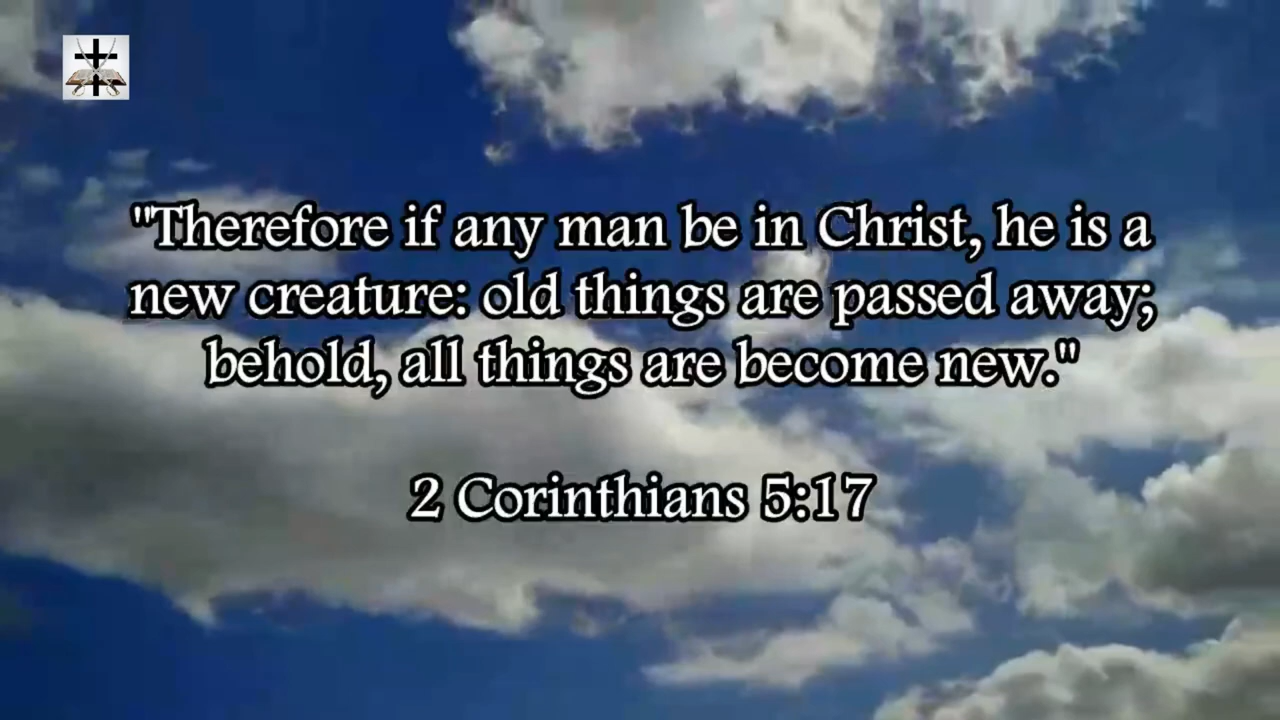 "Therefore if any man be in Christ, he is a
new creature: old things are passed away;
behold, all things are become new."
2 Corinthians 5:17